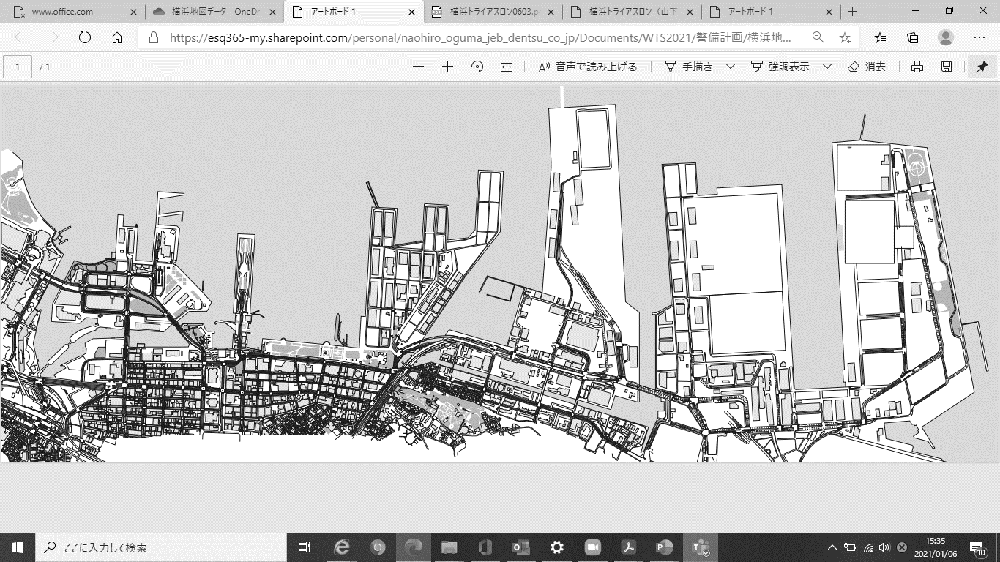 www.office.com
横浜地図データ - OneDri
アートボード 1
横浜トライアスロン0603.p
横浜トライアスロン（山下
アートボード 1
https://esq365-my.sharepoint.com/personal/naohiro_oguma_jeb_dentsu_co_jp/Documents/WTS2021/警備計画/横浜地...
1 / 1
音声で読み上げる
手描き
強調表示
消去
ここに入力して検索
15:35
2021/01/06
10